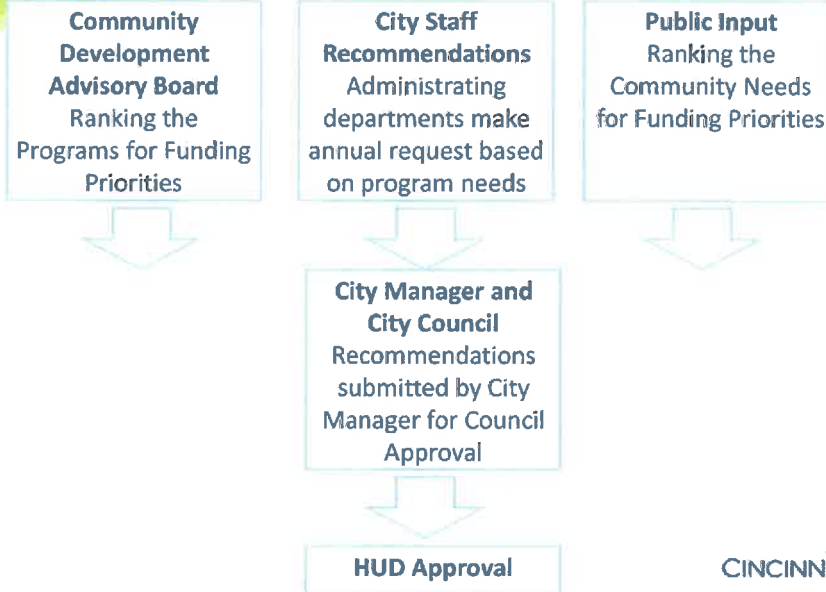 Community
Development
Advisory Board
Ranking the
Programs for Funding
Priorities
City Staff
Recommendations
Administrating
departments make
annual request based
on program needs
Public Input
Ranking the
Community Needs
for Funding Priorities
City Manager and
City Council
Recommendations
submitted by City
Manager for Council
Approval
HUD Approval
CINCINN